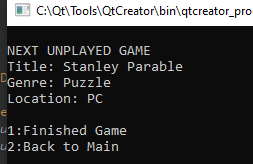 C:\Qt\Tools\QtCreator\bin\qtcreator_pro
NEXT UNPLAYED GAME
Title: Stanley Parable
Genre: Puzzle
Location: PC
1:Finished Game
2:Back to Main